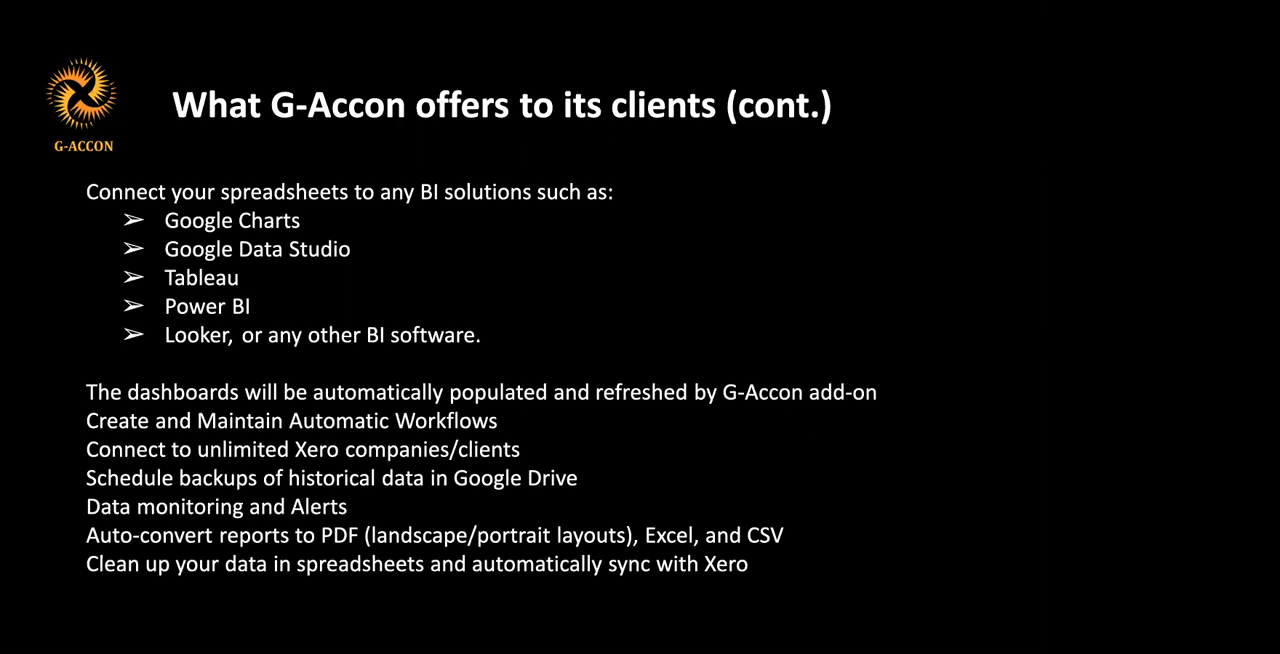 What G-Accon offers to its clients (cont.)
G-ACCON
Connect your spreadsheets to any BI solutions such as:
➢ Google Charts
➢ Google Data Studio
➢ Tableau
➢ Power BI
➢ Looker, or any other BI software.
The dashboards will be automatically populated and refreshed by G-Accon add-on
Create and Maintain Automatic Workflows
Connect to unlimited Xero companies/clients
Schedule backups of historical data in Google Drive
Data monitoring and Alerts
Auto-convert reports to PDF (landscape/portrait layouts), Excel, and CSV
Clean up your data in spreadsheets and automatically sync with Xero